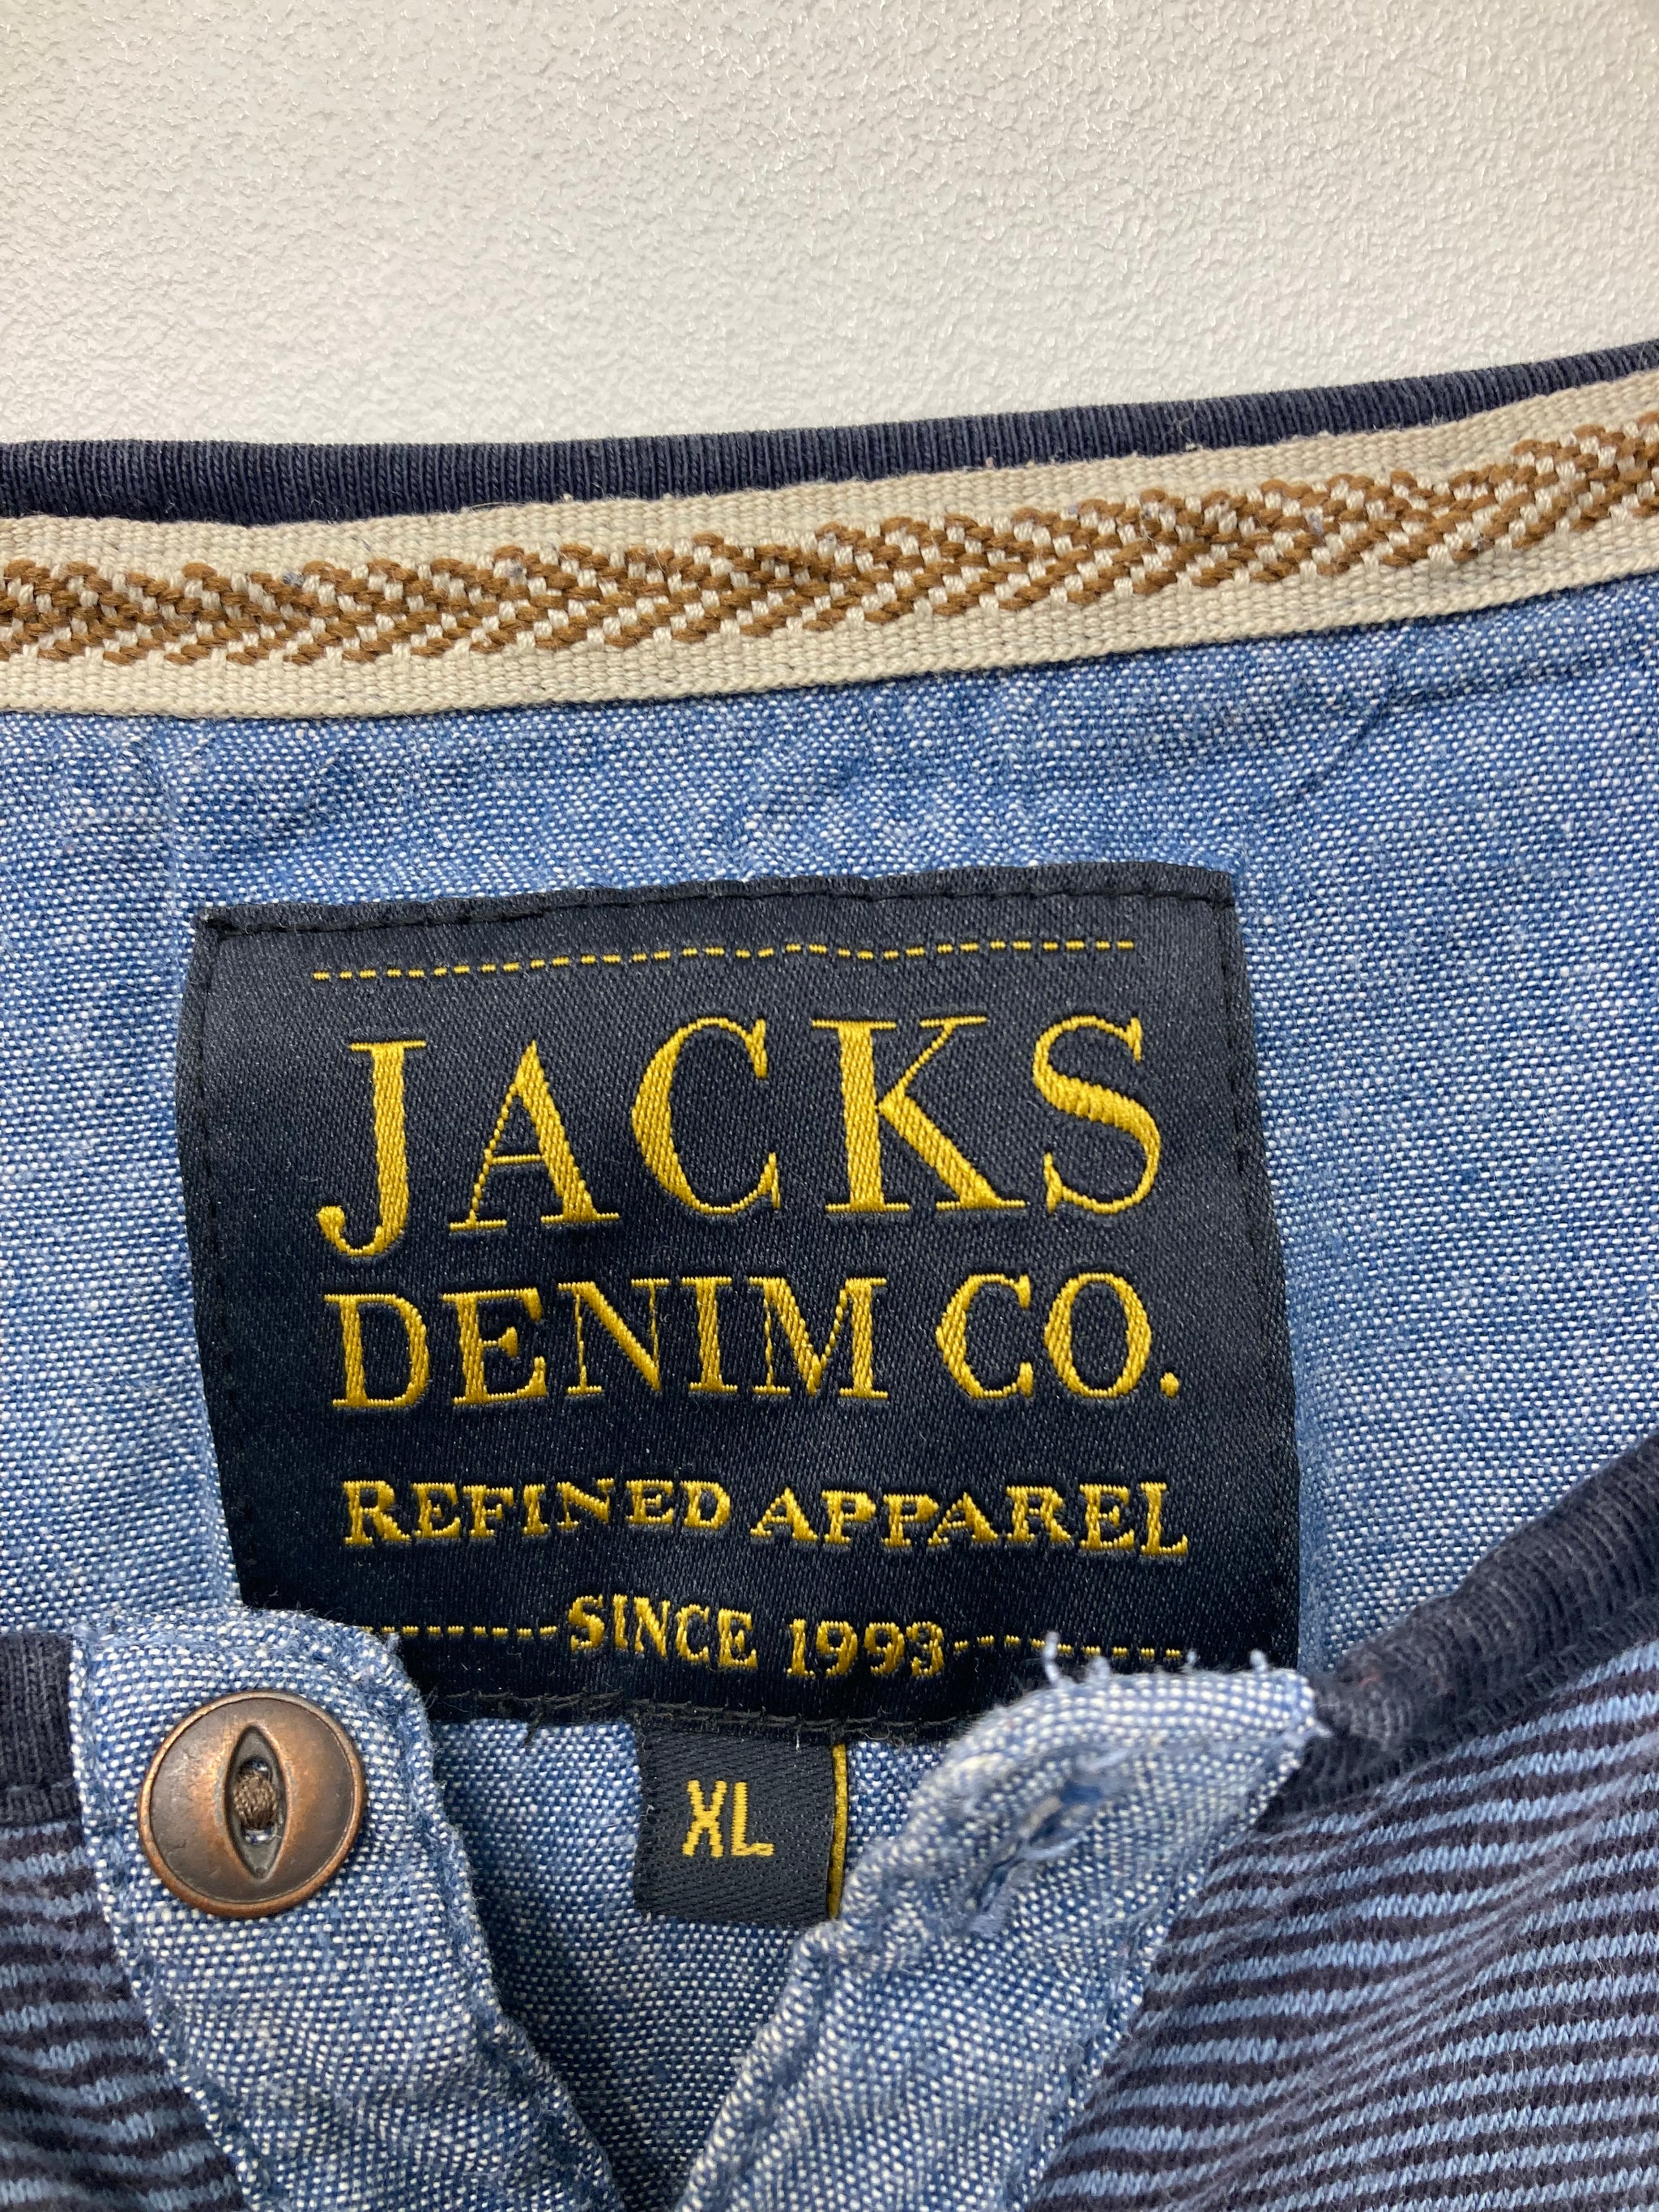 JACKS
DENIM CO.
REFINED APPAREL
SINCE 1993
XL